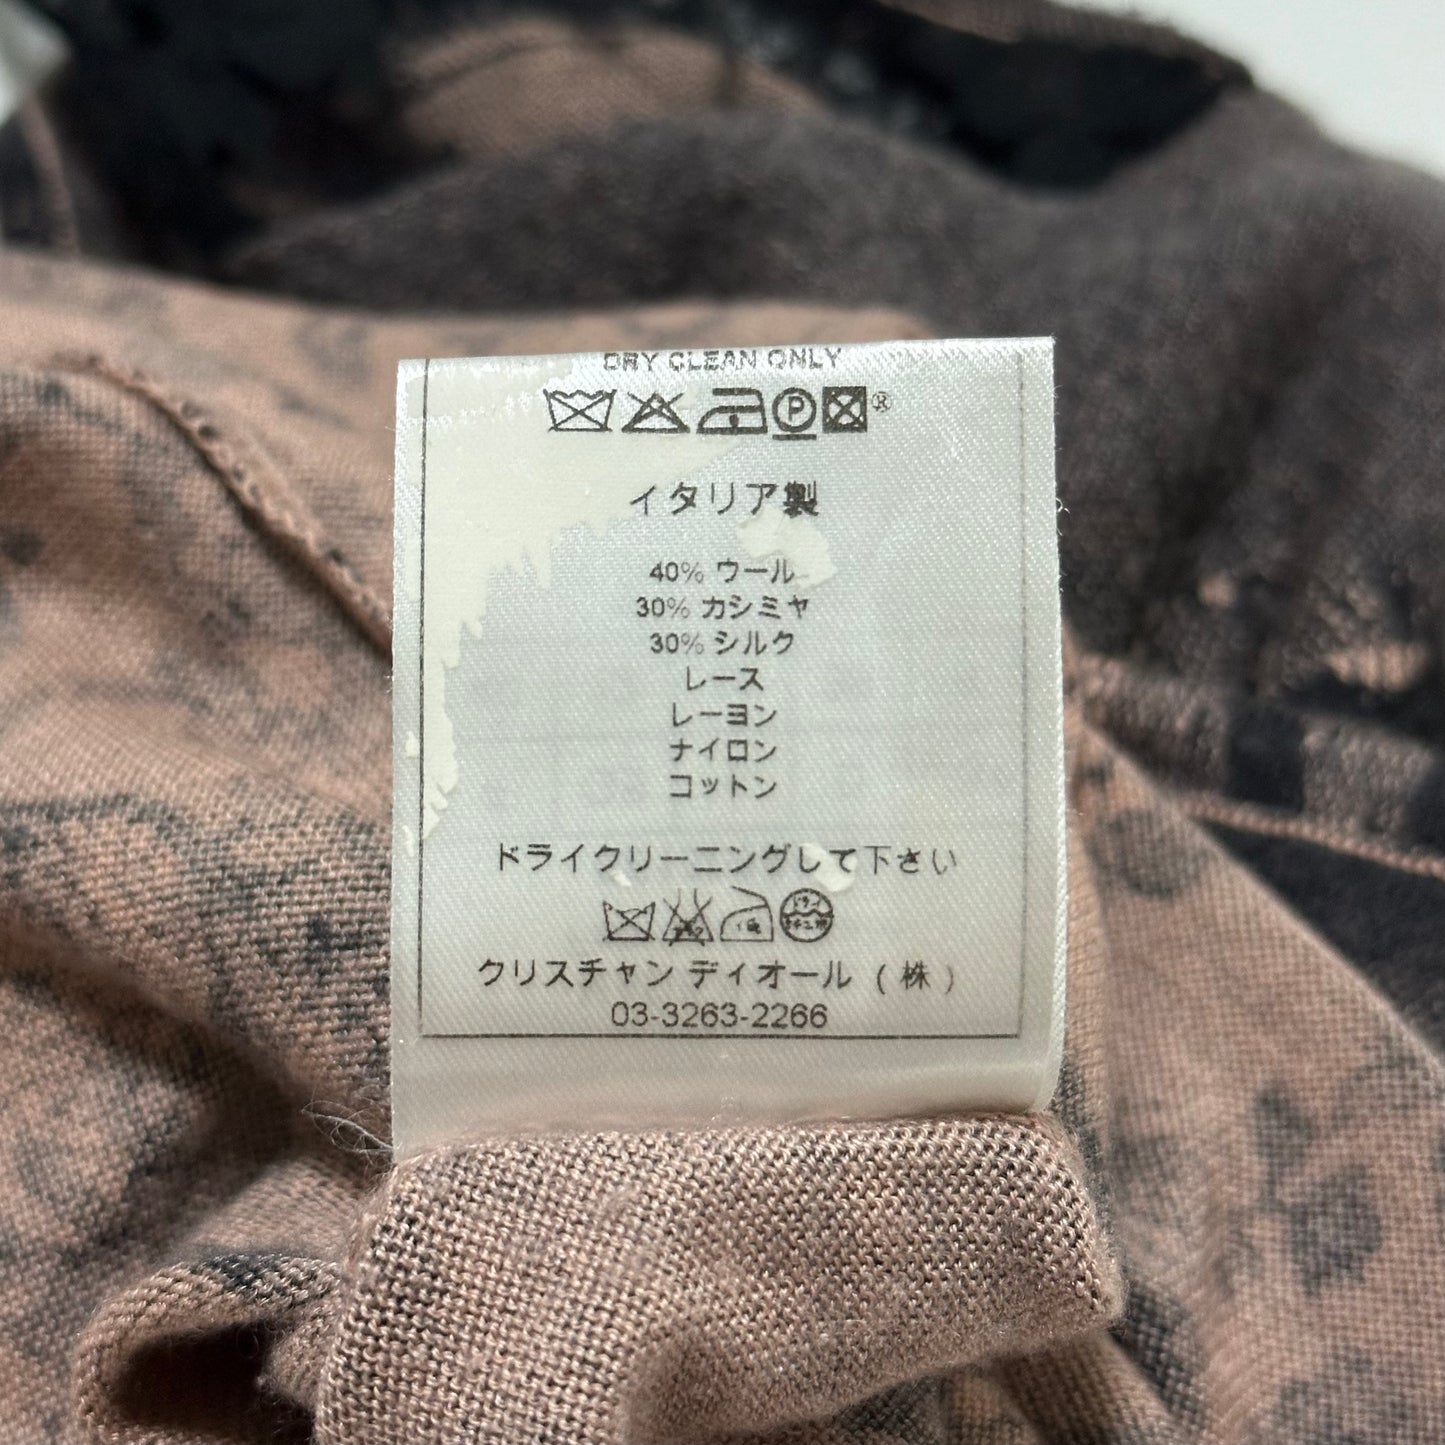 DRY CLEAN ONLY
P ®
イタリア製
40% ウール
30% カシミヤ
30% シルク
レース
レーヨン
ナイロン
コットン
ドライクリーニングして下さい
クリスチャン ディオール (株)
03-3263-2266